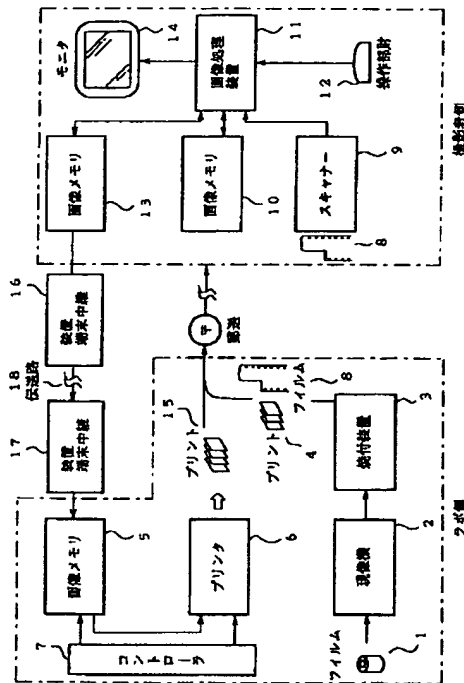 モニタ
14
画像処理
装置
11
操作部材
12
画像メモリ
13
画像メモリ
10
スキャナー
9
8
撮影者側
中継端末
装置
16
伝送路
18
中継端末
装置
17
〒
郵送
画像メモリ
5
プリンタ
6
コントローラ
7
プリント
15
プリント
4
フィルム
8
焼付装置
3
現像機
2
フィルム
1
ラボ側